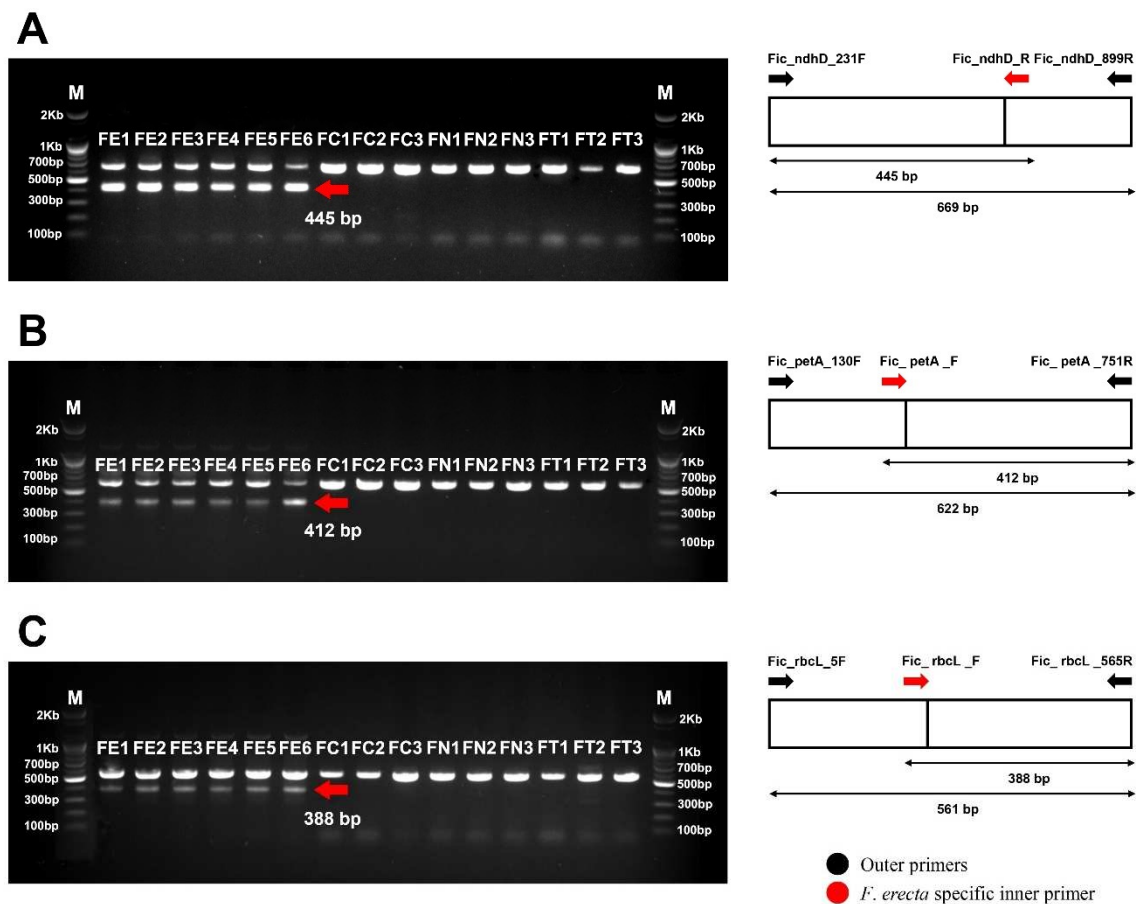 A
Fic_ndhD_231F Fic_ndhD_R Fic_ndhD_899R
M M
2Kb 2Kb
FE1 FE2 FE3 FE4 FE5 FE6 FC1 FC2 FC3 FN1 FN2 FN3 FT1 FT2 FT3
1Kb 1Kb
700bp 700bp
500bp 500bp
300bp 300bp
445 bp
100bp 100bp
445 bp
669 bp
B
Fic_petA_130F Fic_ petA _F Fic_ petA _751R
M M
2Kb 2Kb
FE1 FE2 FE3 FE4 FE5 FE6 FC1 FC2 FC3 FN1 FN2 FN3 FT1 FT2 FT3
1Kb 1Kb
700bp 700bp
500bp 500bp
300bp 300bp
412 bp
100bp 100bp
412 bp
622 bp
C
Fic_rbcL_5F Fic_ rbcL _F Fic_ rbcL _565R
M M
2Kb 2Kb
FE1 FE2 FE3 FE4 FE5 FE6 FC1 FC2 FC3 FN1 FN2 FN3 FT1 FT2 FT3
1Kb 1Kb
700bp 700bp
500bp 500bp
300bp 300bp
388 bp
100bp 100bp
388 bp
561 bp
Outer primers
F. erecta specific inner primer